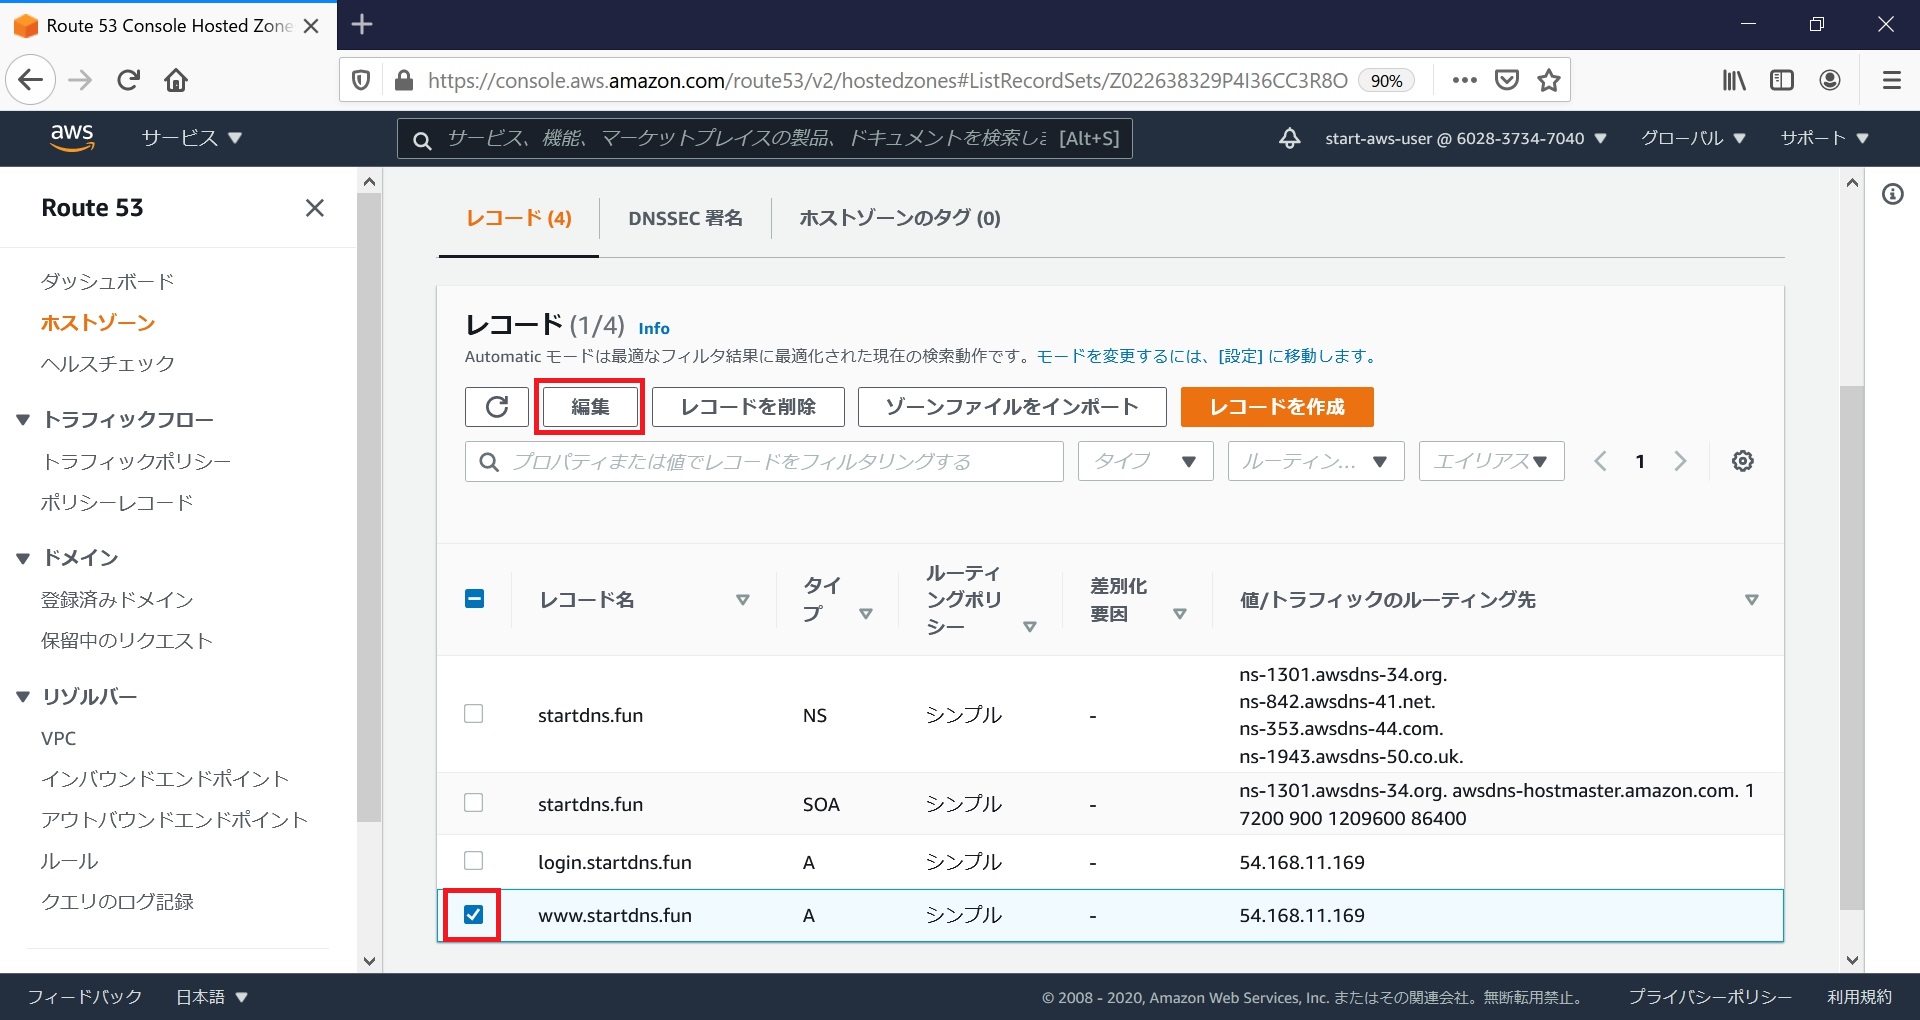 Route 53 Console Hosted Zone
https://console.aws.amazon.com/route53/v2/hostedzones#ListRecordSets/Z022638329P4I36CC3R8O 90%
aws サービス サービス、機能、マーケットプレイスの製品、ドキュメントを検索しま [Alt+S] start-aws-user @ 6028-3734-7040 グローバル サポート
Route 53
ダッシュボード
ホストゾーン
ヘルスチェック
トラフィックフロー
トラフィックポリシー
ポリシーレコード
ドメイン
登録済みドメイン
保留中のリクエスト
リゾルバー
VPC
インバウンドエンドポイント
アウトバウンドエンドポイント
ルール
クエリのログ記録
レコード (4) DNSSEC 署名 ホストゾーンのタグ (0)
レコード (1/4) Info
Automatic モードは最適なフィルタ結果に最適化された現在の検索動作です。モードを変更するには、[設定] に移動します。
編集 レコードを削除 ゾーンファイルをインポート レコードを作成
プロパティまたは値でレコードをフィルタリングする タイプ ルーティン... エイリアス 1
レコード名 タイプ ルーティングポリシー 差別化要因 値/トラフィックのルーティング先
startdns.fun NS シンプル - ns-1301.awsdns-34.org.
ns-842.awsdns-41.net.
ns-353.awsdns-44.com.
ns-1943.awsdns-50.co.uk.
startdns.fun SOA シンプル - ns-1301.awsdns-34.org. awsdns-hostmaster.amazon.com. 1
7200 900 1209600 86400
login.startdns.fun A シンプル - 54.168.11.169
www.startdns.fun A シンプル - 54.168.11.169
フィードバック 日本語 © 2008 - 2020, Amazon Web Services, Inc. またはその関連会社。無断転用禁止。 プライバシーポリシー 利用規約